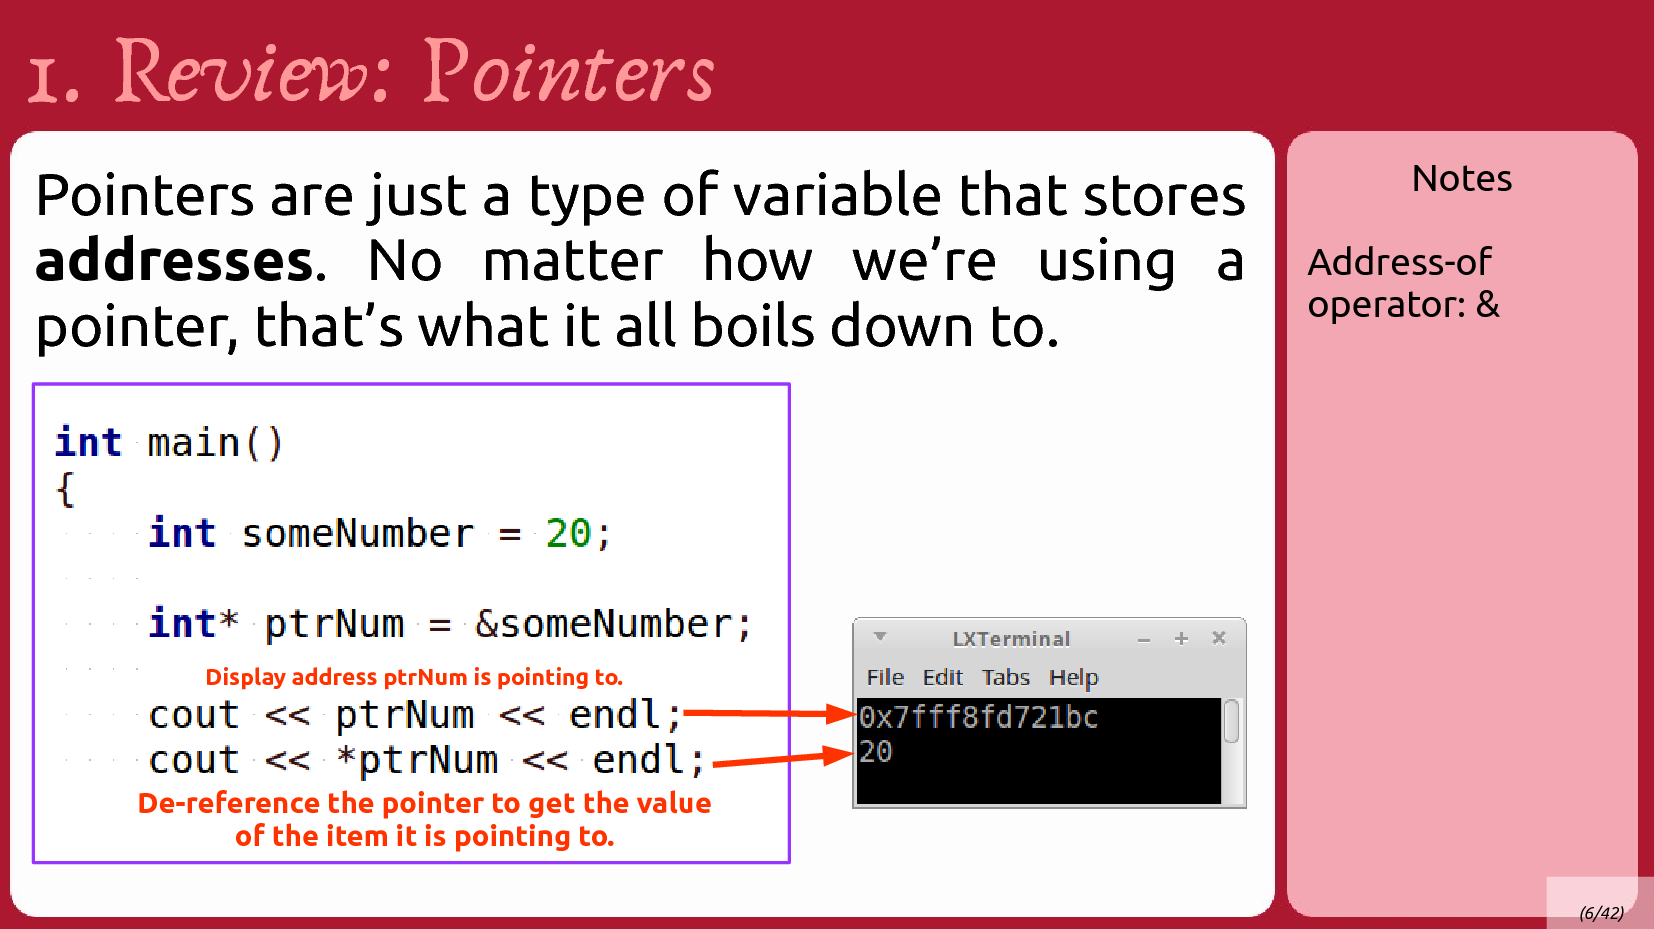 1. Review: Pointers
Pointers are just a type of variable that stores
addresses. No matter how we’re using a
pointer, that’s what it all boils down to.
int main()
{
int someNumber = 20;
int* ptrNum = &someNumber;
Display address ptrNum is pointing to.
cout << ptrNum << endl;
cout << *ptrNum << endl;
De-reference the pointer to get the value
of the item it is pointing to.
LXTerminal
File Edit Tabs Help
0x7fff8fd721bc
20
Notes
Address-of
operator: &
(6/42)